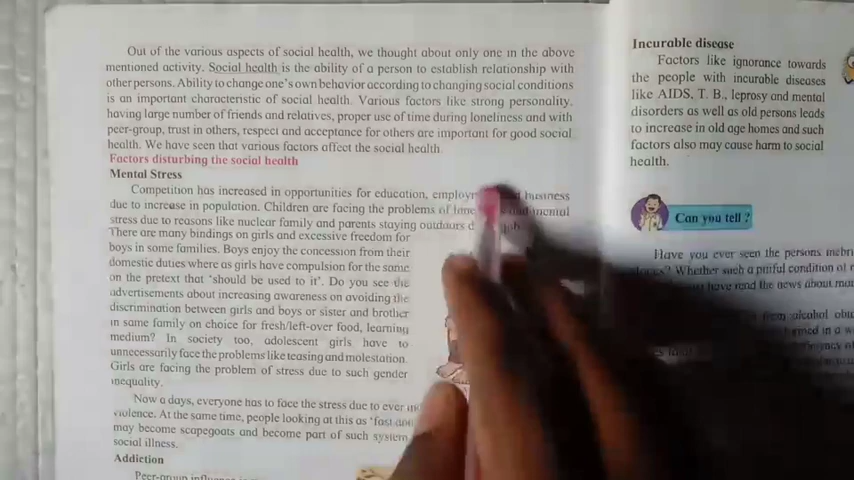 Out of the various aspects of social health, we thought about only one in the above
mentioned activity. Social health is the ability of a person to establish relationship with
other persons. Ability to change one's own behavior according to changing social conditions
is an important characteristic of social health. Various factors like strong personality,
having large number of friends and relatives, proper use of time during loneliness and with
peer-group, trust in others, respect and acceptance for others are important for good social
health. We have seen that various factors affect the social health.
Factors disturbing the social health
Mental Stress
Competition has increased in opportunities for education, business
due to increase in population. Children are facing the problems of mental
stress due to reasons like nuclear family and parents staying outdoors
There are many bindings on girls and excessive freedom for
boys in some families. Boys enjoy the concession from their
domestic duties where as girls have compulsion for the same
on the pretext that 'should be used to it'. Do you see the
advertisements about increasing awareness on avoiding the
discrimination between girls and boys or sister and brother
in same family on choice for fresh/left-over food, learning
medium? In society too, adolescent girls have to
unnecessarily face the problems like teasing and molestation.
Girls are facing the problem of stress due to such gender
inequality.
Now a days, everyone has to face the stress due to ever
violence. At the same time, people looking at this as
may become scapegoats and become part of such system
social illness.
Addiction
Peer-group
Incurable disease
Factors like ignorance towards
the people with incurable diseases
like AIDS, T. B., leprosy and mental
disorders as well as old persons leads
to increase in old age homes and such
factors also may cause harm to social
health.
Can you tell ?
Have you ever seen the persons
Whether such a pitiful condition of
have read the news about
from alcohol
formed in a